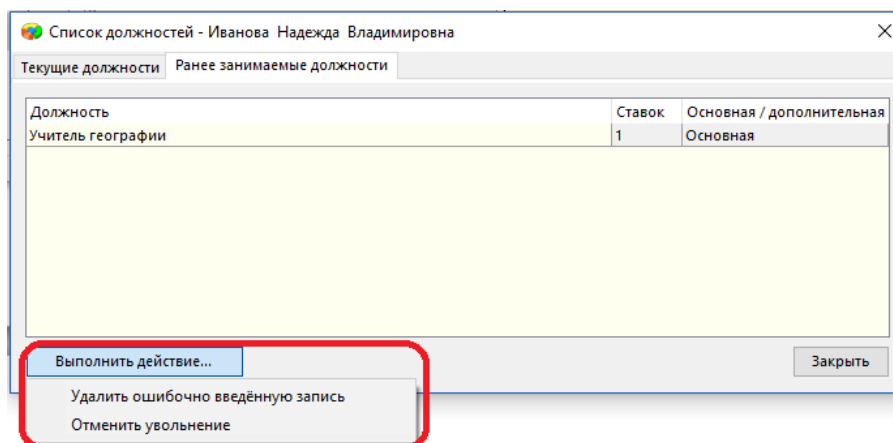 Список должностей - Иванова Надежда Владимировна
Текущие должности Ранее занимаемые должности
Должность Ставок Основная / дополнительная
Учитель географии 1 Основная
Выполнить действие... Закрыть
Удалить ошибочно введённую запись
Отменить увольнение